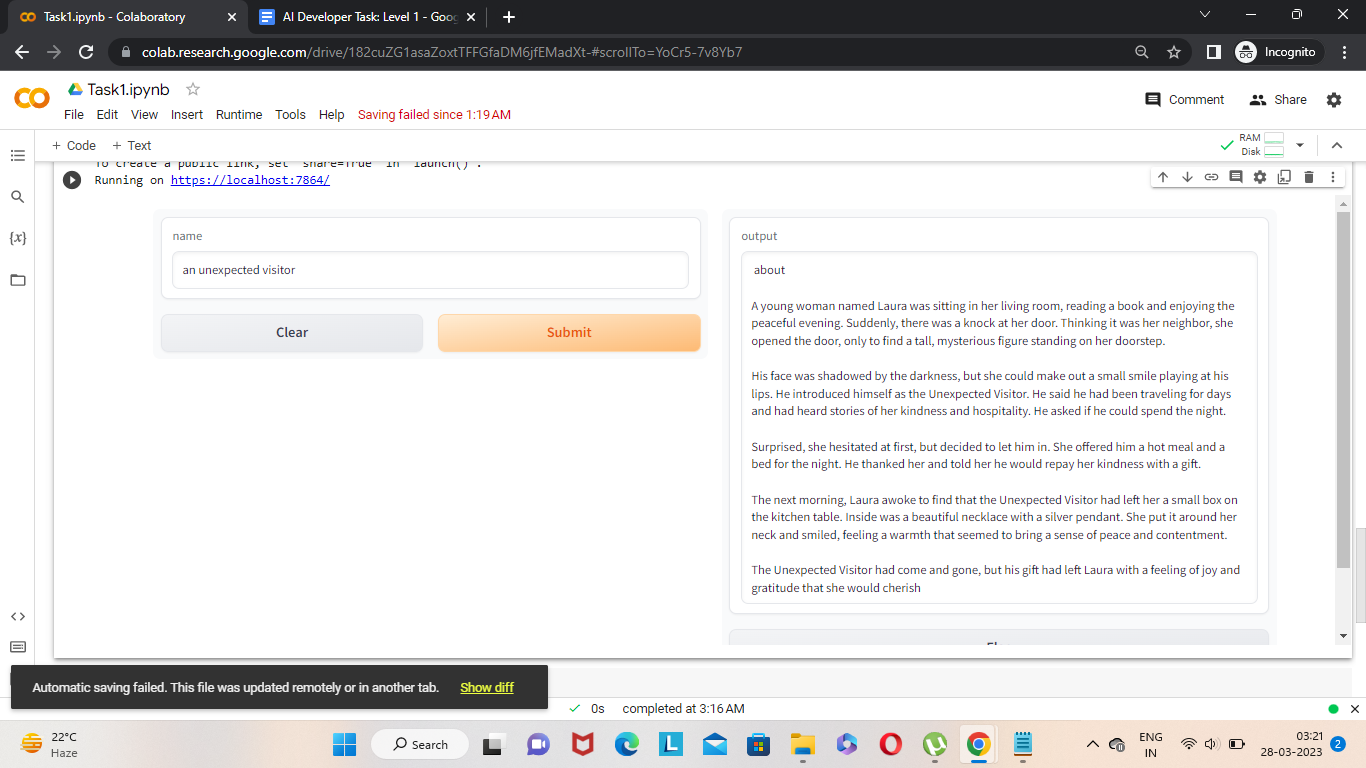 Task1.ipynb - Colaboratory
AI Developer Task: Level 1 - Goog
colab.research.google.com/drive/182cuZG1asaZoxtTFFGfaDM6jfEMadXt-#scrollTo=YoCr5-7v8Yb7
Incognito
Task1.ipynb
Comment
Share
File Edit View Insert Runtime Tools Help Saving failed since 1:19 AM
+ Code + Text
RAM
Disk
To create a public link, set `share=True` in `launch()`.
Running on https://localhost:7864/
name
an unexpected visitor
Clear
Submit
output
about
A young woman named Laura was sitting in her living room, reading a book and enjoying the
peaceful evening. Suddenly, there was a knock at her door. Thinking it was her neighbor, she
opened the door, only to find a tall, mysterious figure standing on her doorstep.
His face was shadowed by the darkness, but she could make out a small smile playing at his
lips. He introduced himself as the Unexpected Visitor. He said he had been traveling for days
and had heard stories of her kindness and hospitality. He asked if he could spend the night.
Surprised, she hesitated at first, but decided to let him in. She offered him a hot meal and a
bed for the night. He thanked her and told her he would repay her kindness with a gift.
The next morning, Laura awoke to find that the Unexpected Visitor had left her a small box on
the kitchen table. Inside was a beautiful necklace with a silver pendant. She put it around her
neck and smiled, feeling a warmth that seemed to bring a sense of peace and contentment.
The Unexpected Visitor had come and gone, but his gift had left Laura with a feeling of joy and
gratitude that she would cherish
Automatic saving failed. This file was updated remotely or in another tab. Show diff
0s completed at 3:16 AM
22°C
Haze
Search
ENG
IN
03:21
28-03-2023
2